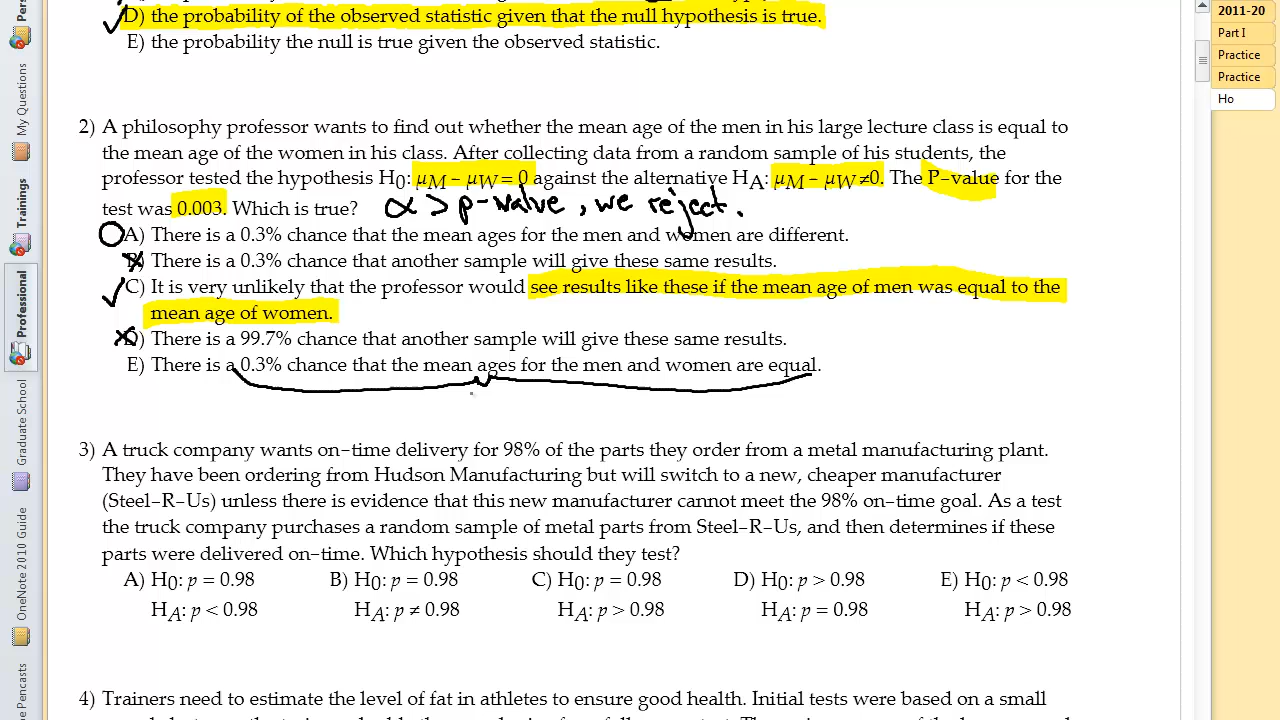 D) the probability of the observed statistic given that the null hypothesis is true.
E) the probability the null is true given the observed statistic.
2) A philosophy professor wants to find out whether the mean age of the men in his large lecture class is equal to
the mean age of the women in his class. After collecting data from a random sample of his students, the
professor tested the hypothesis H0: μM − μW = 0 against the alternative HA: μM − μW ≠0. The P-value for the
test was 0.003. Which is true? α > p-value, we reject.
A) There is a 0.3% chance that the mean ages for the men and women are different.
B) There is a 0.3% chance that another sample will give these same results.
C) It is very unlikely that the professor would see results like these if the mean age of men was equal to the
mean age of women.
D) There is a 99.7% chance that another sample will give these same results.
E) There is a 0.3% chance that the mean ages for the men and women are equal.
3) A truck company wants on-time delivery for 98% of the parts they order from a metal manufacturing plant.
They have been ordering from Hudson Manufacturing but will switch to a new, cheaper manufacturer
(Steel-R-Us) unless there is evidence that this new manufacturer cannot meet the 98% on-time goal. As a test
the truck company purchases a random sample of metal parts from Steel-R-Us, and then determines if these
parts were delivered on-time. Which hypothesis should they test?
A) H0: p = 0.98 B) H0: p = 0.98 C) H0: p = 0.98 D) H0: p > 0.98 E) H0: p < 0.98
HA: p < 0.98 HA: p ≠ 0.98 HA: p > 0.98 HA: p = 0.98 HA: p > 0.98
4) Trainers need to estimate the level of fat in athletes to ensure good health. Initial tests were based on a small
My Questions
Trainings
Professional
Graduate School
OneNote 2010 Guide
Pencasts
2011-20
Part I
Practice
Practice
Ho